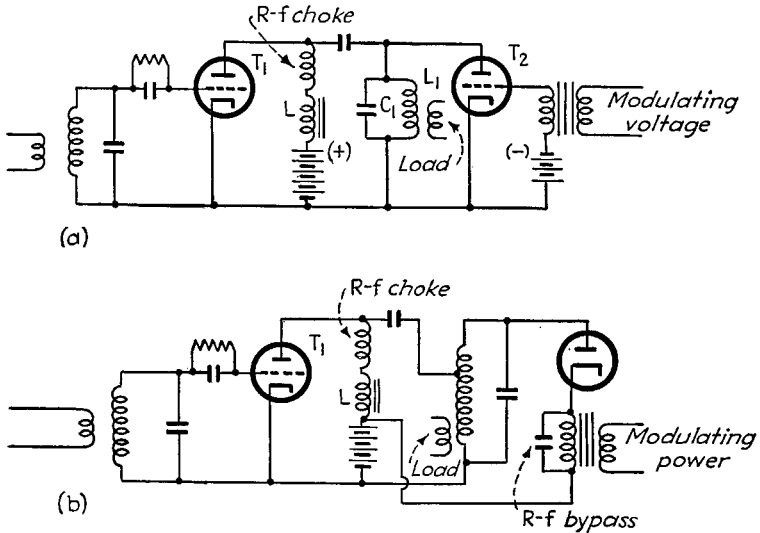 R-f choke
T1
T2
L
L1
C1
Load
(+)
(-)
Modulating
voltage
(a)
R-f choke
T1
L
Load
Modulating
power
R-f bypass
(b)